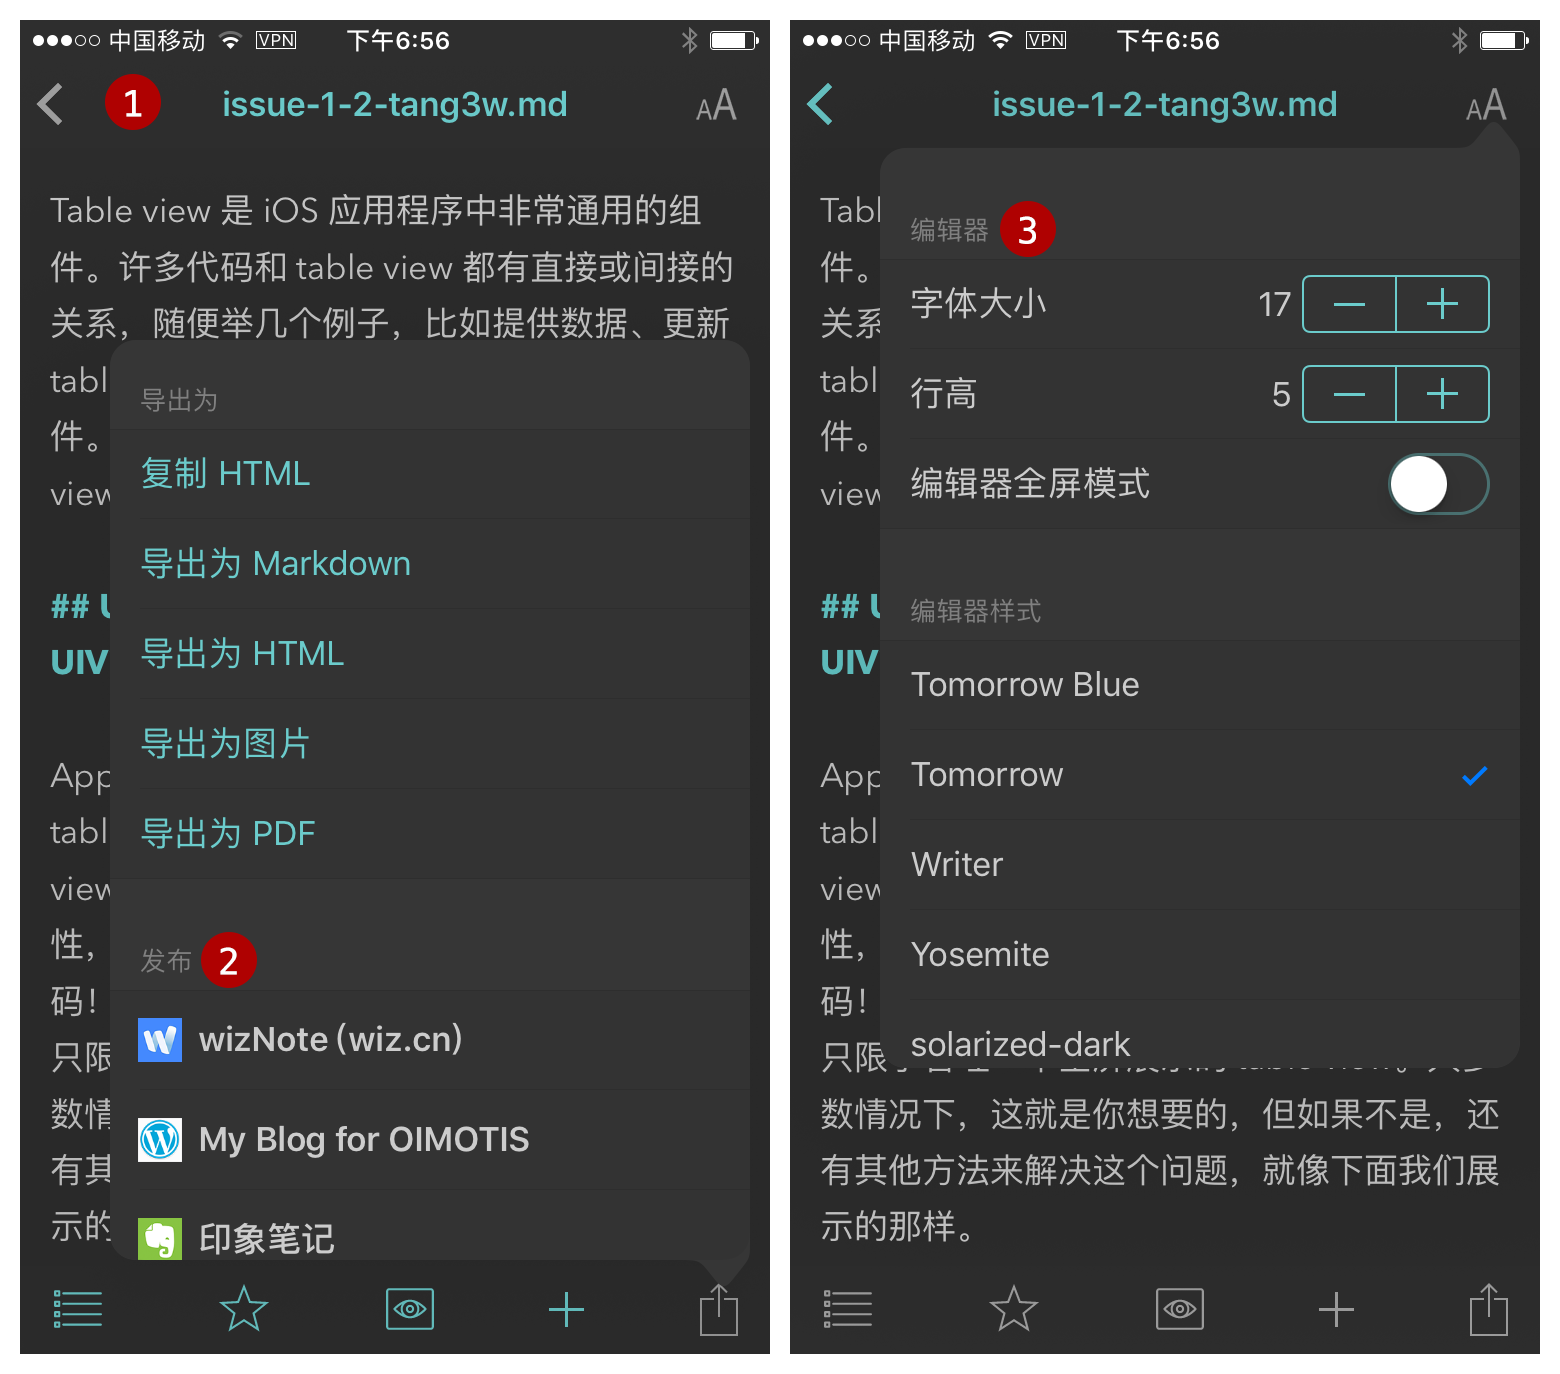 中国移动 VPN 下午6:56
1 issue-1-2-tang3w.md AA
Table view 是 iOS 应用程序中非常通用的组
件。许多代码和 table view 都有直接或间接的
关系，随便举几个例子，比如提供数据、更新
tabl
件。
view
## U
UIV
App
tabl
view
性，
码！
只限
数情
有其
示的
导出为
复制 HTML
导出为 Markdown
导出为 HTML
导出为图片
导出为 PDF
发布 2
wizNote (wiz.cn)
My Blog for OIMOTIS
印象笔记
中国移动 VPN 下午6:56
issue-1-2-tang3w.md AA
Tabl
件。
关系
tabl
件。
view
## U
UIV
App
tabl
view
性，
码！
编辑器 3
字体大小 17
行高 5
编辑器全屏模式
编辑器样式
Tomorrow Blue
Tomorrow
Writer
Yosemite
solarized-dark
只限
数情况下，这就是你想要的，但如果不是，还
有其他方法来解决这个问题，就像下面我们展
示的那样。